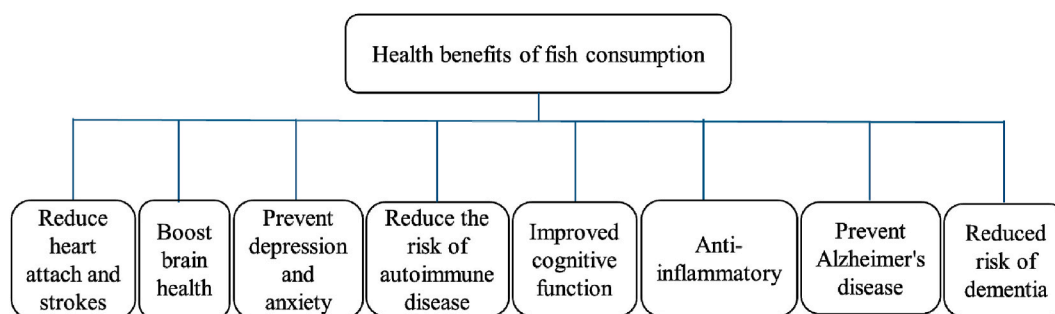 Health benefits of fish consumption
Reduce
heart
attach and
strokes
Boost
brain
health
Prevent
depression
and
anxiety
Reduce the
risk of
autoimmune
disease
Improved
cognitive
function
Anti-
inflammatory
Prevent
Alzheimer's
disease
Reduced
risk of
dementia